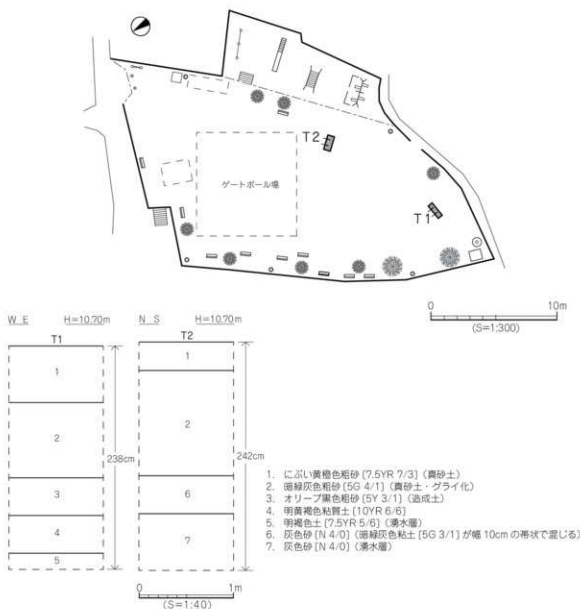 T2
ゲートボール場
T1
0 10m
(S=1:300)
W E H=10.70m
T1
1
2
3
4
5
238cm
N S H=10.70m
T2
1
2
6
7
242cm
0 1m
(S=1:40)
1. にぶい黄橙色粗砂 [7.5YR 7/3]（真砂土）
2. 暗緑灰色粗砂 [5G 4/1]（真砂土・グライ化）
3. オリーブ黒色粗砂 [5Y 3/1]（造成土）
4. 明黄褐色粘質土 [10YR 6/6]
5. 明褐色土 [7.5YR 5/6]（湧水層）
6. 灰色砂 [N 4/0]（暗緑灰色粘土 [5G 3/1] が幅 10cm の帯状で混じる）
7. 灰色砂 [N 4/0]（湧水層）